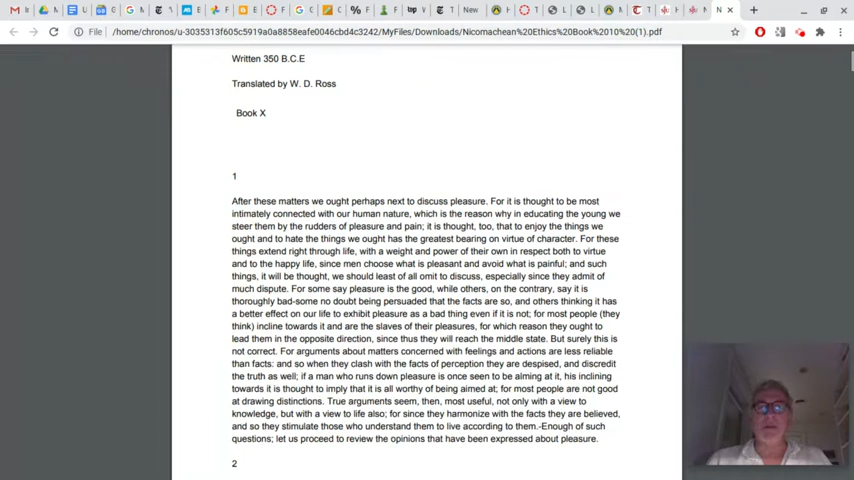 M
Y
G
M
T
A
B
F
G
F
C
% F
F
wp
T
New
H
T
L
L
M
T
N
N
File
/home/chronos/u-3035313f605c5919a0a8858eafe0046cbd4c3242/MyFiles/Downloads/Nicomachean%20Ethics%20Book%2010%20(1).pdf
Written 350 B.C.E
Translated by W. D. Ross
Book X
1
After these matters we ought perhaps next to discuss pleasure. For it is thought to be most
intimately connected with our human nature, which is the reason why in educating the young we
steer them by the rudders of pleasure and pain; it is thought, too, that to enjoy the things we
ought and to hate the things we ought has the greatest bearing on virtue of character. For these
things extend right through life, with a weight and power of their own in respect both to virtue
and to the happy life, since men choose what is pleasant and avoid what is painful; and such
things, it will be thought, we should least of all omit to discuss, especially since they admit of
much dispute. For some say pleasure is the good, while others, on the contrary, say it is
thoroughly bad-some no doubt being persuaded that the facts are so, and others thinking it has
a better effect on our life to exhibit pleasure as a bad thing even if it is not; for most people (they
think) incline towards it and are the slaves of their pleasures, for which reason they ought to
lead them in the opposite direction, since thus they will reach the middle state. But surely this is
not correct. For arguments about matters concerned with feelings and actions are less reliable
than facts: and so when they clash with the facts of perception they are despised, and discredit
the truth as well; if a man who runs down pleasure is once seen to be alming at it, his inclining
towards it is thought to imply that it is all worthy of being aimed at; for most people are not good
at drawing distinctions. True arguments seem, then, most useful, not only with a view to
knowledge, but with a view to life also; for since they harmonize with the facts they are believed,
and so they stimulate those who understand them to live according to them.-Enough of such
questions; let us proceed to review the opinions that have been expressed about pleasure.
2